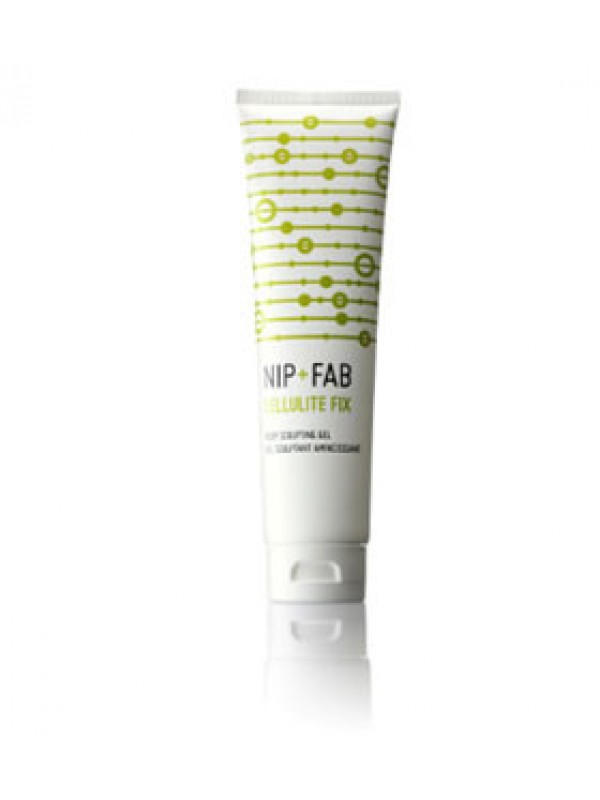 NIP+FAB
CELLULITE FIX
BODY SCULPTING GEL
GEL SCULPTANT AMINCISSANT